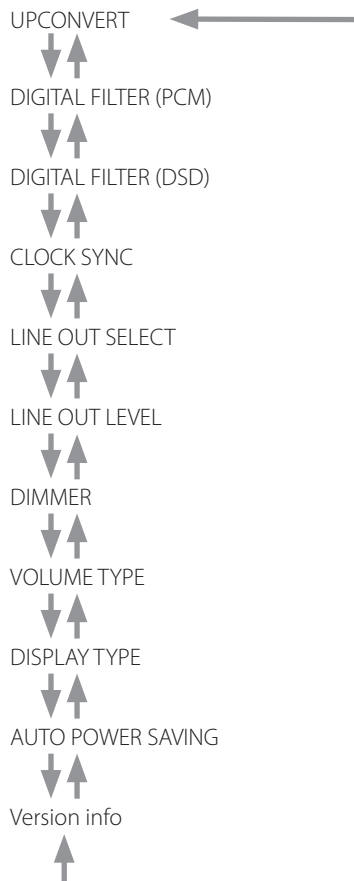 UPCONVERT
DIGITAL FILTER (PCM)
DIGITAL FILTER (DSD)
CLOCK SYNC
LINE OUT SELECT
LINE OUT LEVEL
DIMMER
VOLUME TYPE
DISPLAY TYPE
AUTO POWER SAVING
Version info